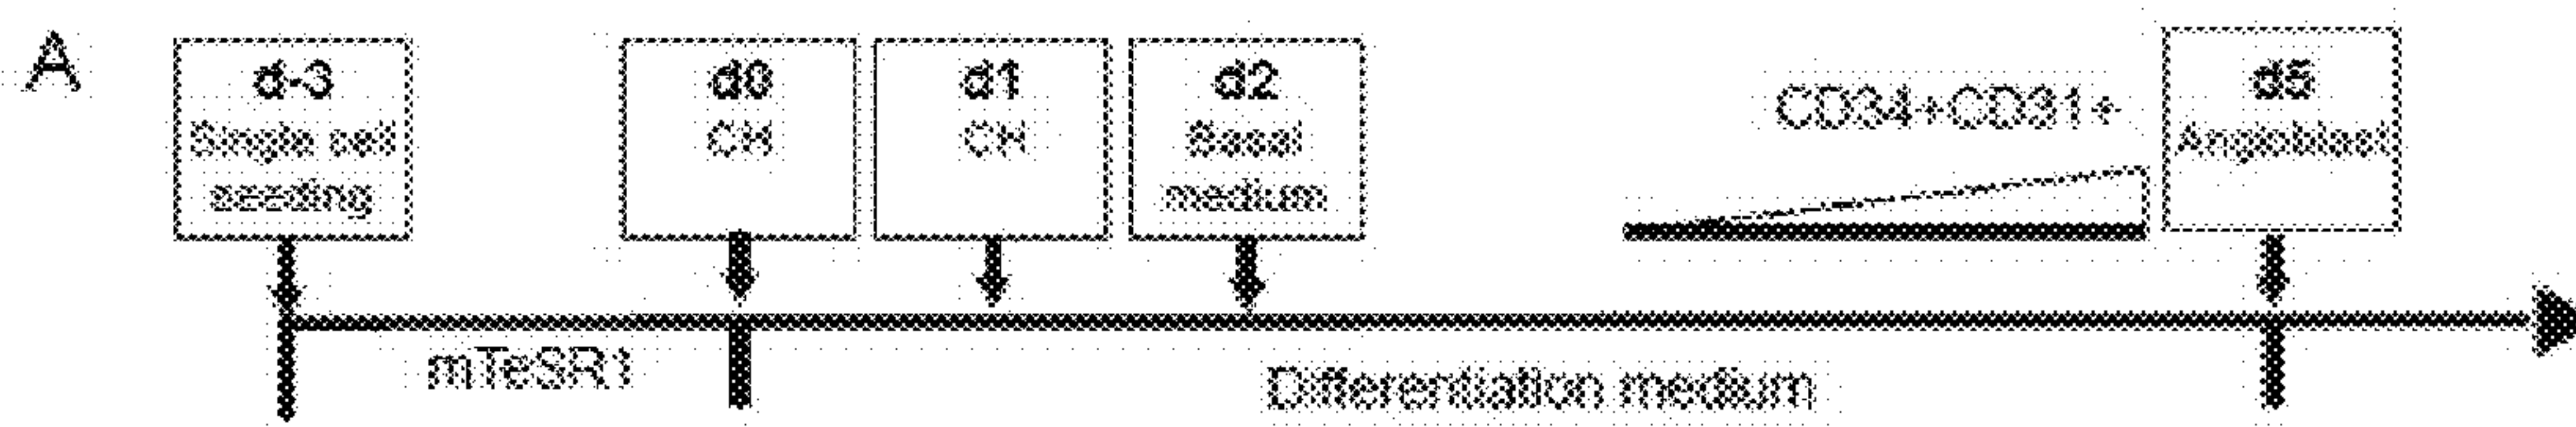 A
d-3
Single cell
seeding
d0
CH
d1
CH
d2
Basal
medium
CD34+CD31+
d5
Angioblast
mTeSR1
Differentiation medium